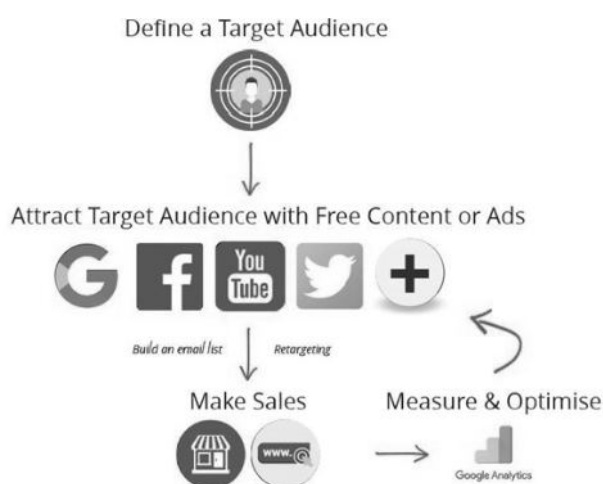 Define a Target Audience
Attract Target Audience with Free Content or Ads
G
f
You
Tube
+
Build an email list
Retargeting
Make Sales
Measure & Optimise
www.
Google Analytics